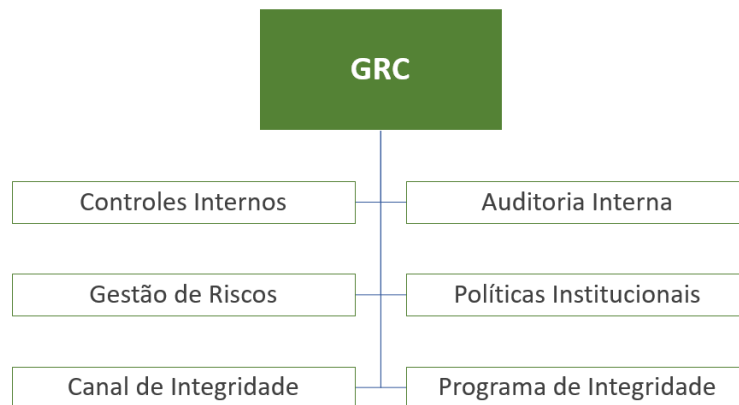 GRC
Controles Internos
Auditoria Interna
Gestão de Riscos
Políticas Institucionais
Canal de Integridade
Programa de Integridade